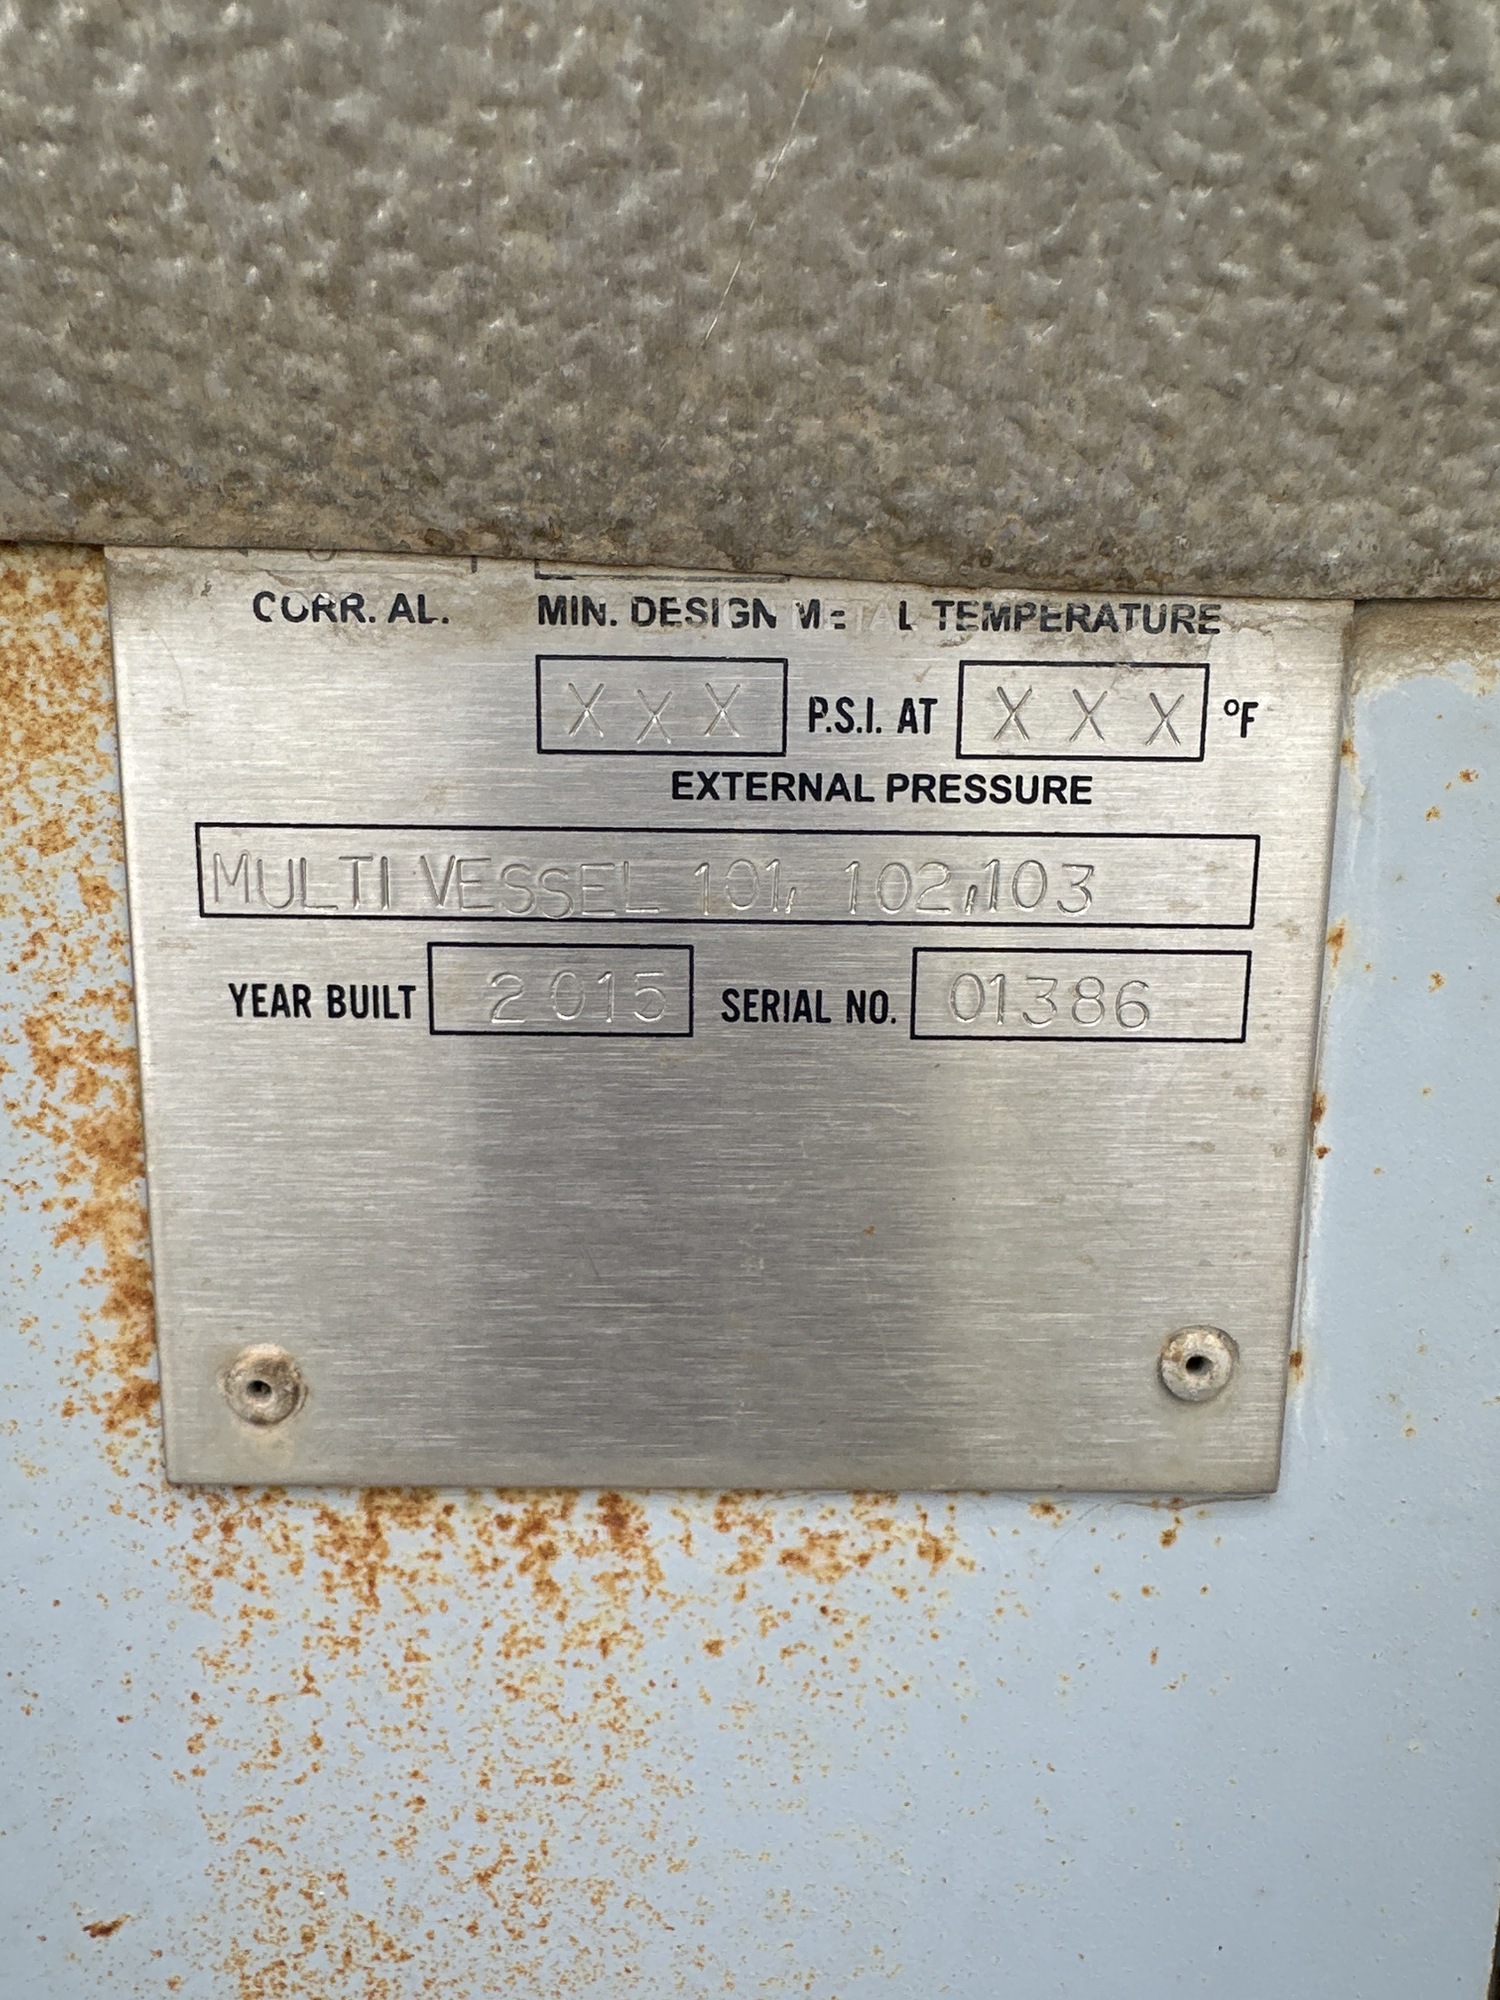 CORR. AL. MIN. DESIGN METAL TEMPERATURE
XXX P.S.I. AT XXX °F
EXTERNAL PRESSURE
MULTI VESSEL 101, 102,103
YEAR BUILT 2015 SERIAL NO. 01386